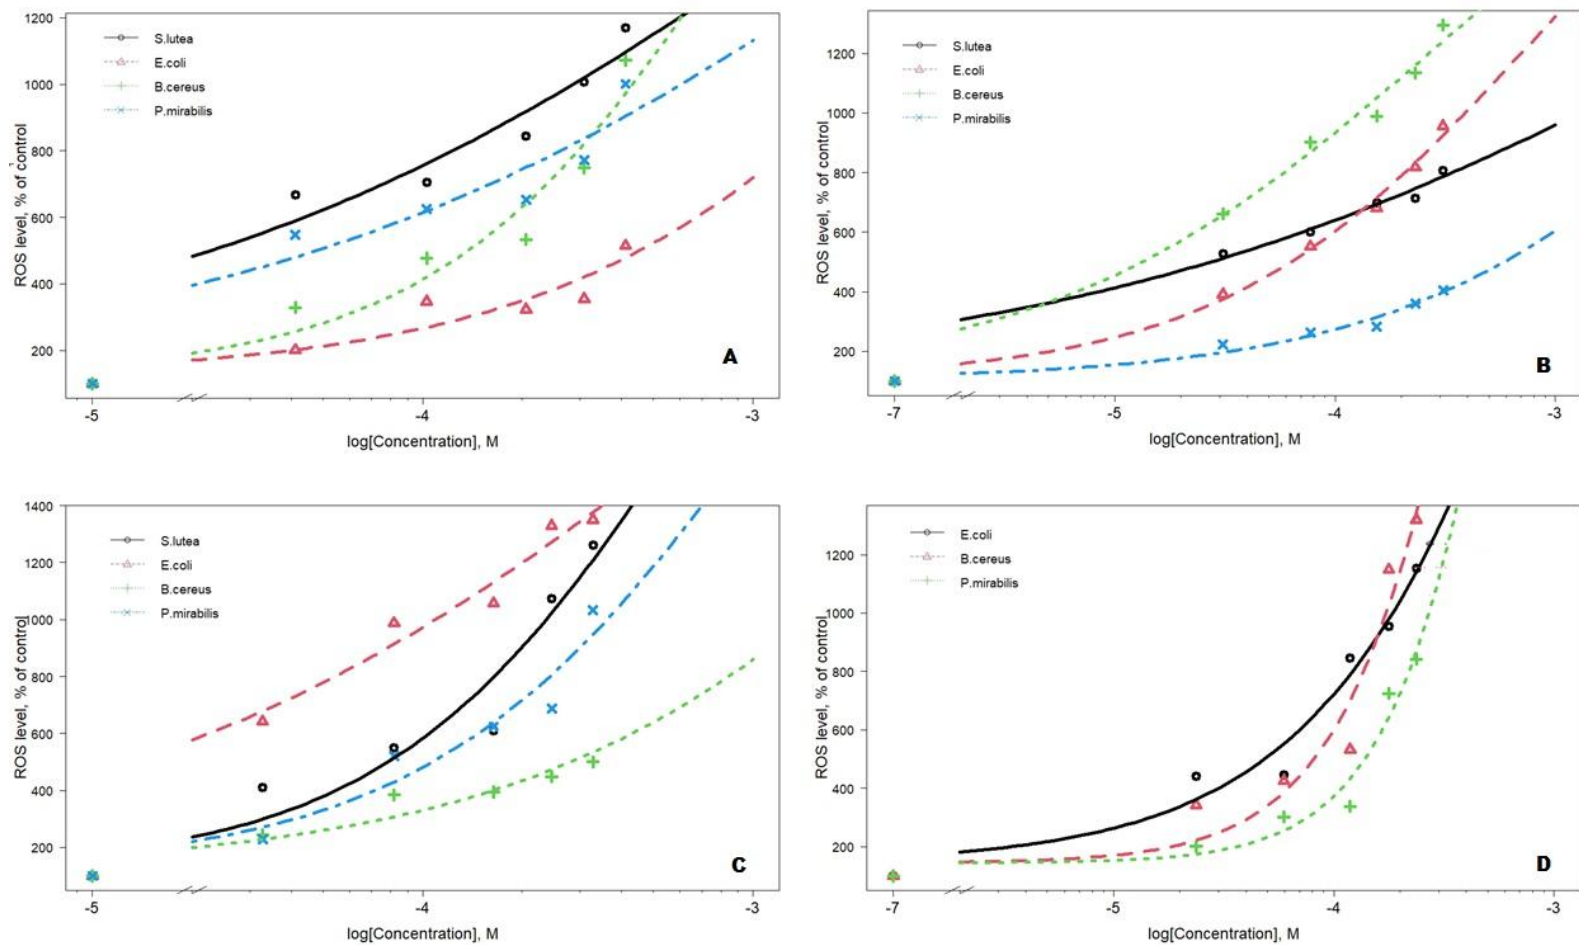 1200
1000
800
600
400
200
ROS level, % of control
S.lutea
E.coli
B.cereus
P.mirabilis
A
-5
-4
-3
log[Concentration], M
1200
1000
800
600
400
200
ROS level, % of control
S.lutea
E.coli
B.cereus
P.mirabilis
B
-7
-5
-4
-3
log[Concentration], M
1400
1200
1000
800
600
400
200
ROS level, % of control
S.lutea
E.coli
B.cereus
P.mirabilis
C
-5
-4
-3
log[Concentration], M
1200
1000
800
600
400
200
ROS level, % of control
E.coli
B.cereus
P.mirabilis
D
-7
-5
-4
-3
log[Concentration], M